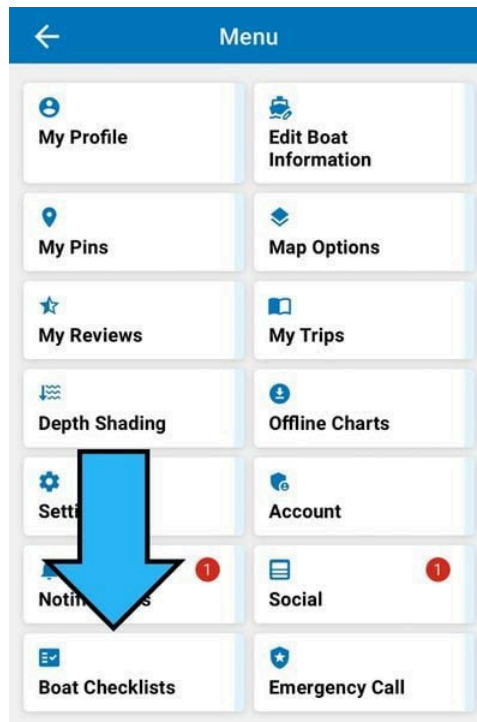 Menu
My Profile
Edit Boat
Information
My Pins
Map Options
My Reviews
My Trips
Depth Shading
Offline Charts
Account
1
1
Social
Boat Checklists
Emergency Call